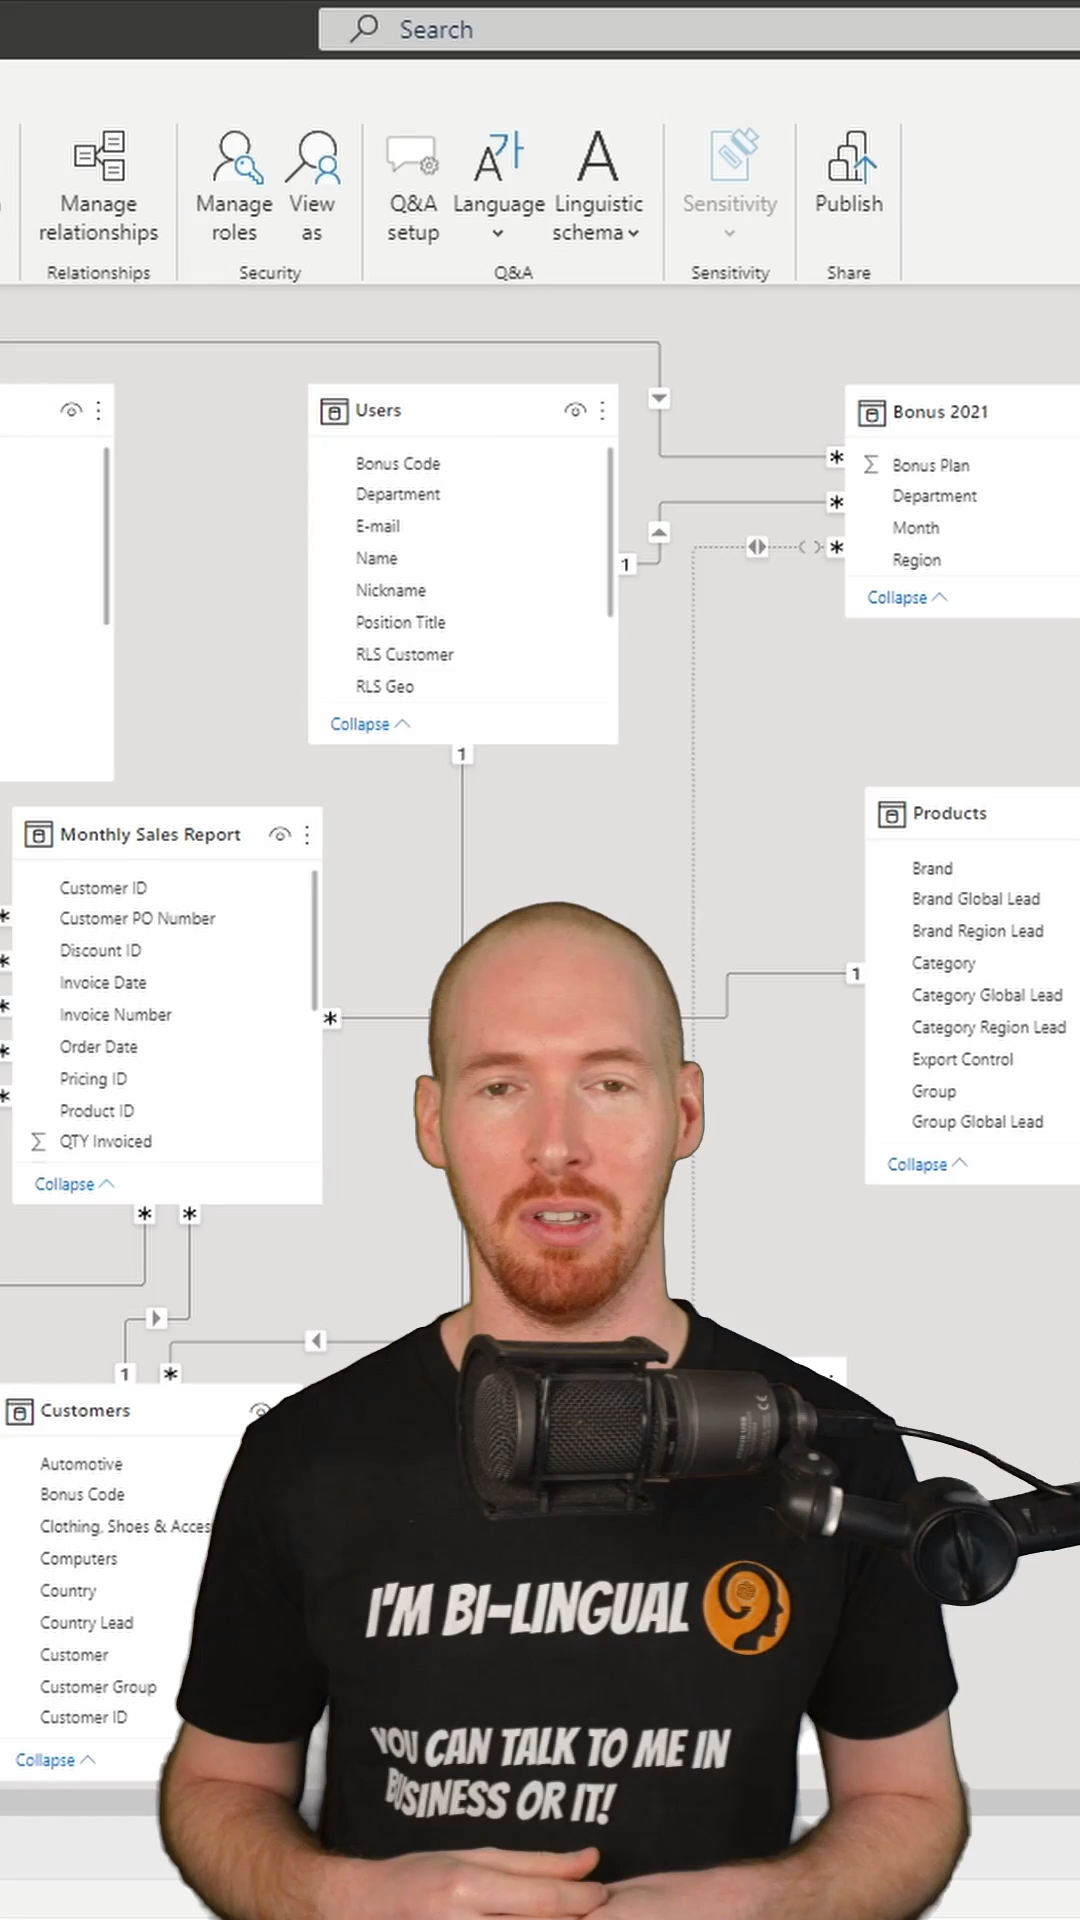 Search
Manage
relationships
Relationships
Manage
roles
View
as
Security
Q&A
setup
Language
Linguistic
schema
Q&A
Sensitivity
Sensitivity
Publish
Share
Users
Bonus Code
Department
E-mail
Name
Nickname
Position Title
RLS Customer
RLS Geo
Collapse
1
1
Bonus 2021
Σ Bonus Plan
Department
Month
Region
Collapse
*
*
*
Monthly Sales Report
Customer ID
Customer PO Number
Discount ID
Invoice Date
Invoice Number
Order Date
Pricing ID
Product ID
Σ QTY Invoiced
Collapse
*
*
*
1
*
Products
Brand
Brand Global Lead
Brand Region Lead
Category
Category Global Lead
Category Region Lead
Export Control
Group
Group Global Lead
Collapse
1
Customers
Automotive
Bonus Code
Clothing, Shoes & Acces
Computers
Country
Country Lead
Customer
Customer Group
Customer ID
Collapse
I'M BI-LINGUAL
YOU CAN TALK TO ME IN
BUSINESS OR IT!